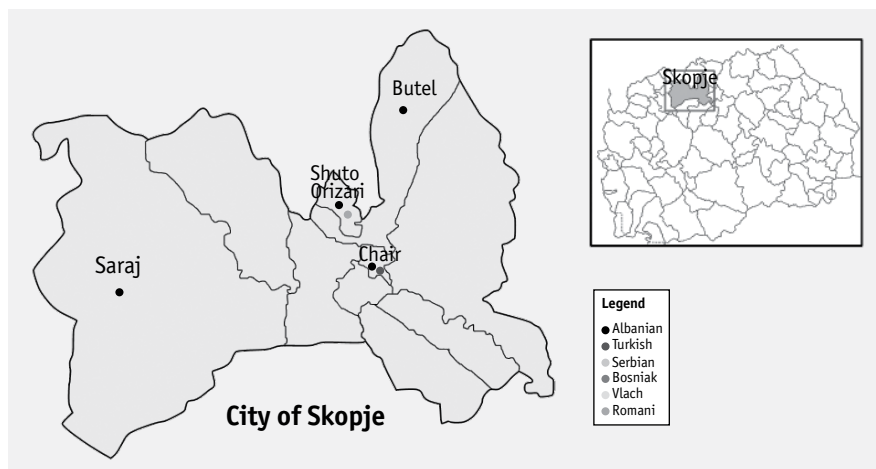 Butel
Shuto
Orizari
Chair
Saraj
City of Skopje
Skopje
Legend
Albanian
Turkish
Serbian
Bosniak
Vlach
Romani